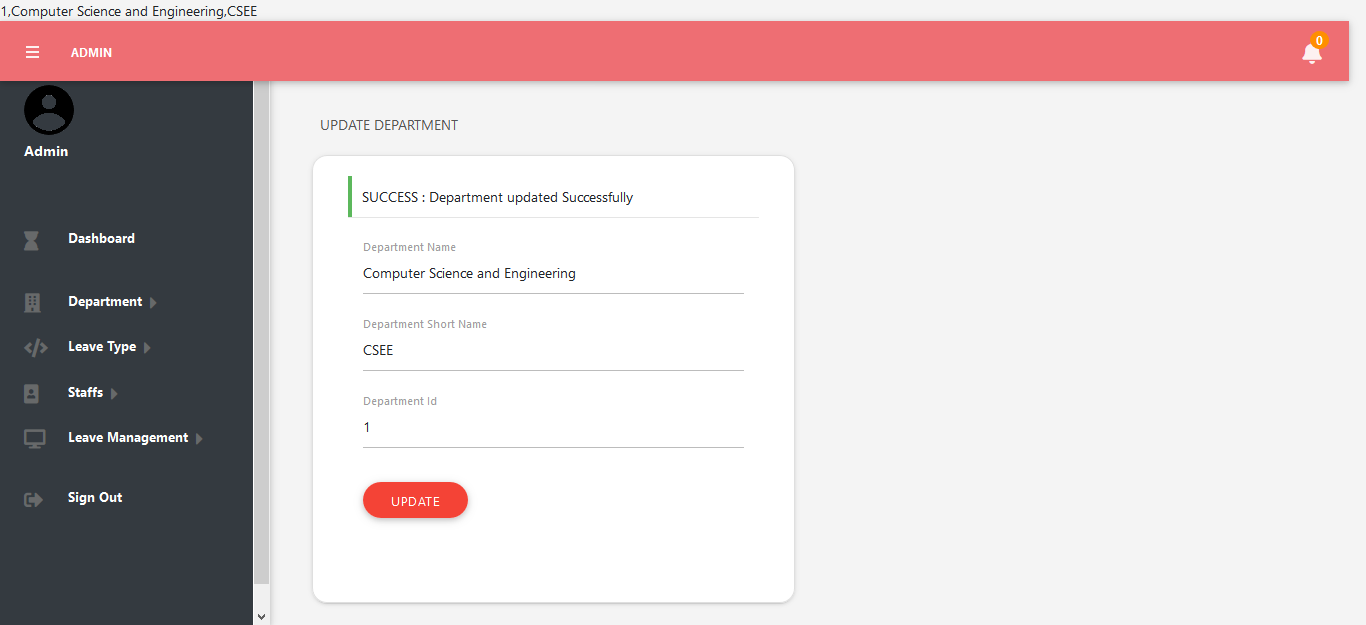 1,Computer Science and Engineering,CSEE
ADMIN
0
Admin
Dashboard
Department
Leave Type
Staffs
Leave Management
Sign Out
UPDATE DEPARTMENT
SUCCESS : Department updated Successfully
Department Name
Computer Science and Engineering
Department Short Name
CSEE
Department Id
1
UPDATE